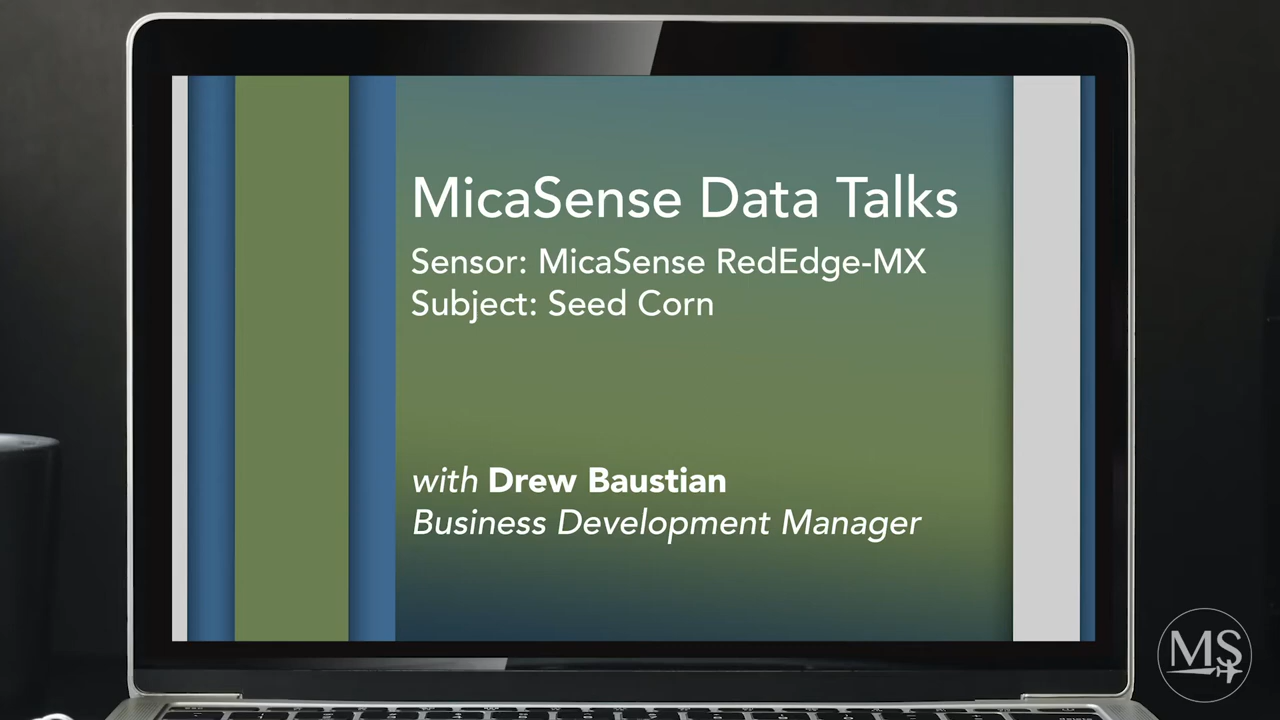 MicaSense Data Talks
Sensor: MicaSense RedEdge-MX
Subject: Seed Corn
with Drew Baustian
Business Development Manager
MS